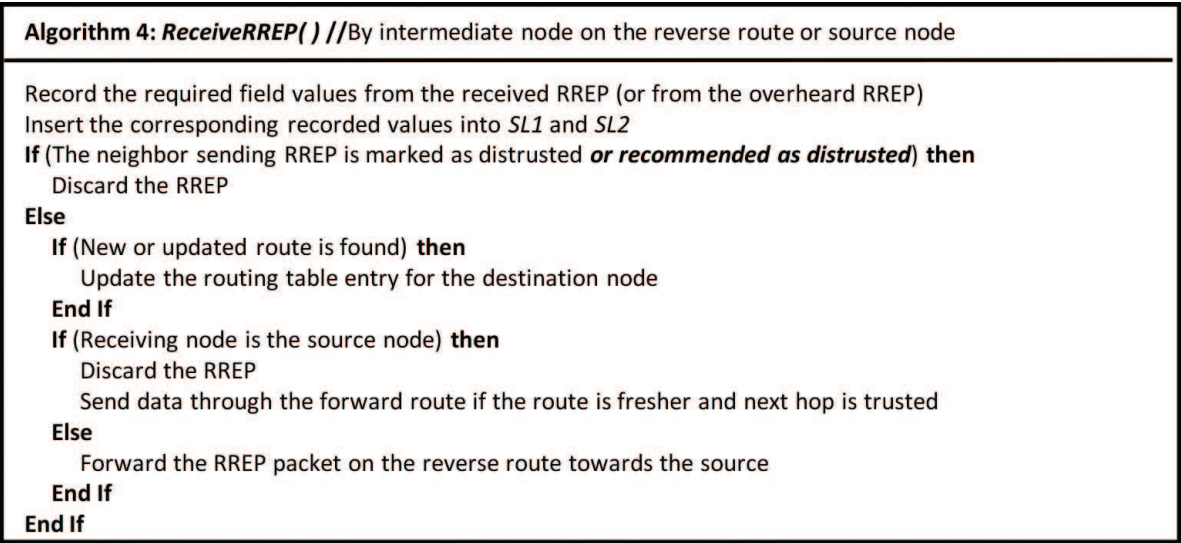 Algorithm 4: ReceiveRREP( ) //By intermediate node on the reverse route or source node
Record the required field values from the received RREP (or from the overheard RREP)
Insert the corresponding recorded values into SL1 and SL2
If (The neighbor sending RREP is marked as distrusted or recommended as distrusted) then
Discard the RREP
Else
If (New or updated route is found) then
Update the routing table entry for the destination node
End If
If (Receiving node is the source node) then
Discard the RREP
Send data through the forward route if the route is fresher and next hop is trusted
Else
Forward the RREP packet on the reverse route towards the source
End If
End If